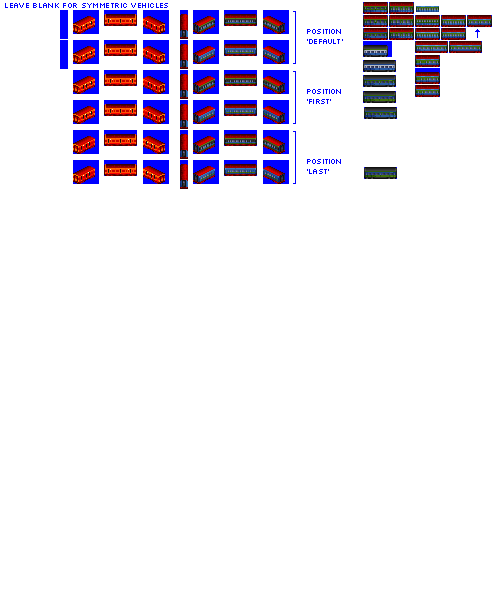 LEAVE BLANK FOR SYMMETRIC VEHICLES
POSITION
'DEFAULT'
POSITION
'FIRST'
POSITION
'LAST'